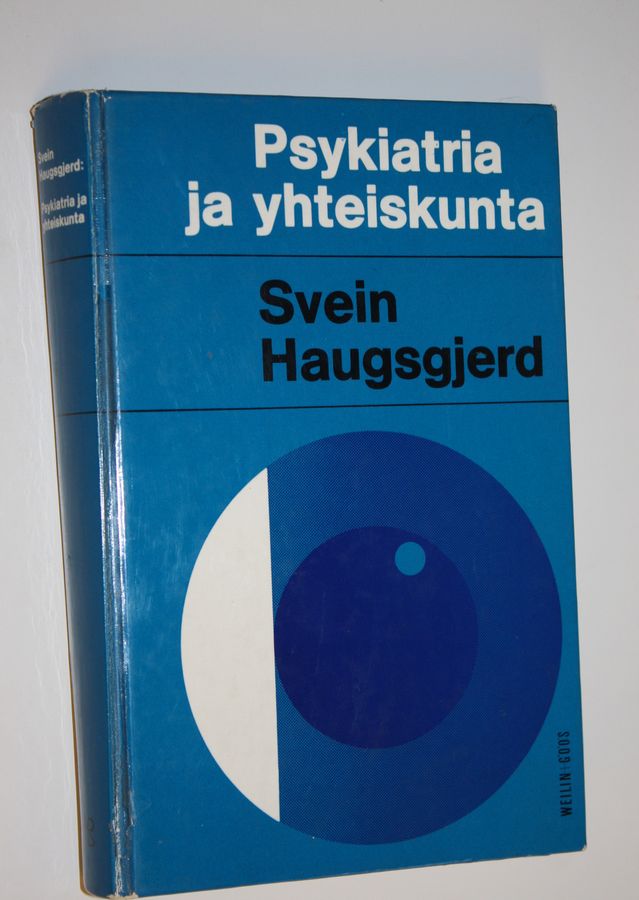 Svein
Haugsgjerd:
Psykiatria ja
yhteiskunta
Psykiatria
ja yhteiskunta
Svein
Haugsgjerd
WEILIN+GÖÖS